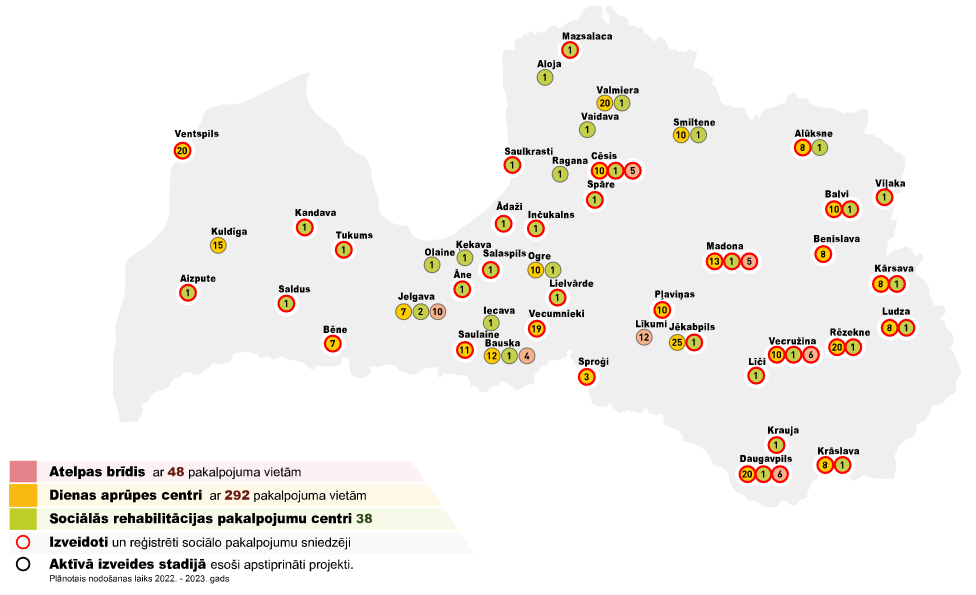 Mazsalaca
1
Aloja
1
Valmiera
20 1
Vaidava
1
Smiltene
10 1
Alūksne
8 1
Ventspils
20
Saulkrasti
1
Ragana
1
Cēsis
10 1 5
Spāre
1
Viļaka
1
Balvi
10 1
Kandava
1
Ādaži
1
Inčukalns
1
Kuldīga
15
Tukums
1
Olaine
1
Ķekava
1
Salaspils
1
Ogre
10 1
Madona
13 1 5
Benislava
8
Aizpute
1
Saldus
1
Āne
1
Lielvārde
1
Kārsava
8 1
Jelgava
7 2 10
Iecava
1
Vecumnieki
19
Pļaviņas
10
Līkumi
12
Jēkabpils
25 1
Ludza
8 1
Rēzekne
20 1
Bēne
7
Saulaine
11
Bauska
12 1 4
Vecružina
10 1 6
Sproģi
3
Līči
1
Krauja
1
Daugavpils
20 1 6
Krāslava
8 1
Atelpas brīdis ar 48 pakalpojuma vietām
Dienas aprūpes centri ar 292 pakalpojuma vietām
Sociālās rehabilitācijas pakalpojumu centri 38
Izveidoti un reģistrēti sociālo pakalpojumu sniedzēji
Aktīvā izveides stadijā esoši apstiprināti projekti.
Plānotais nodošanas laiks 2022. - 2023. gads